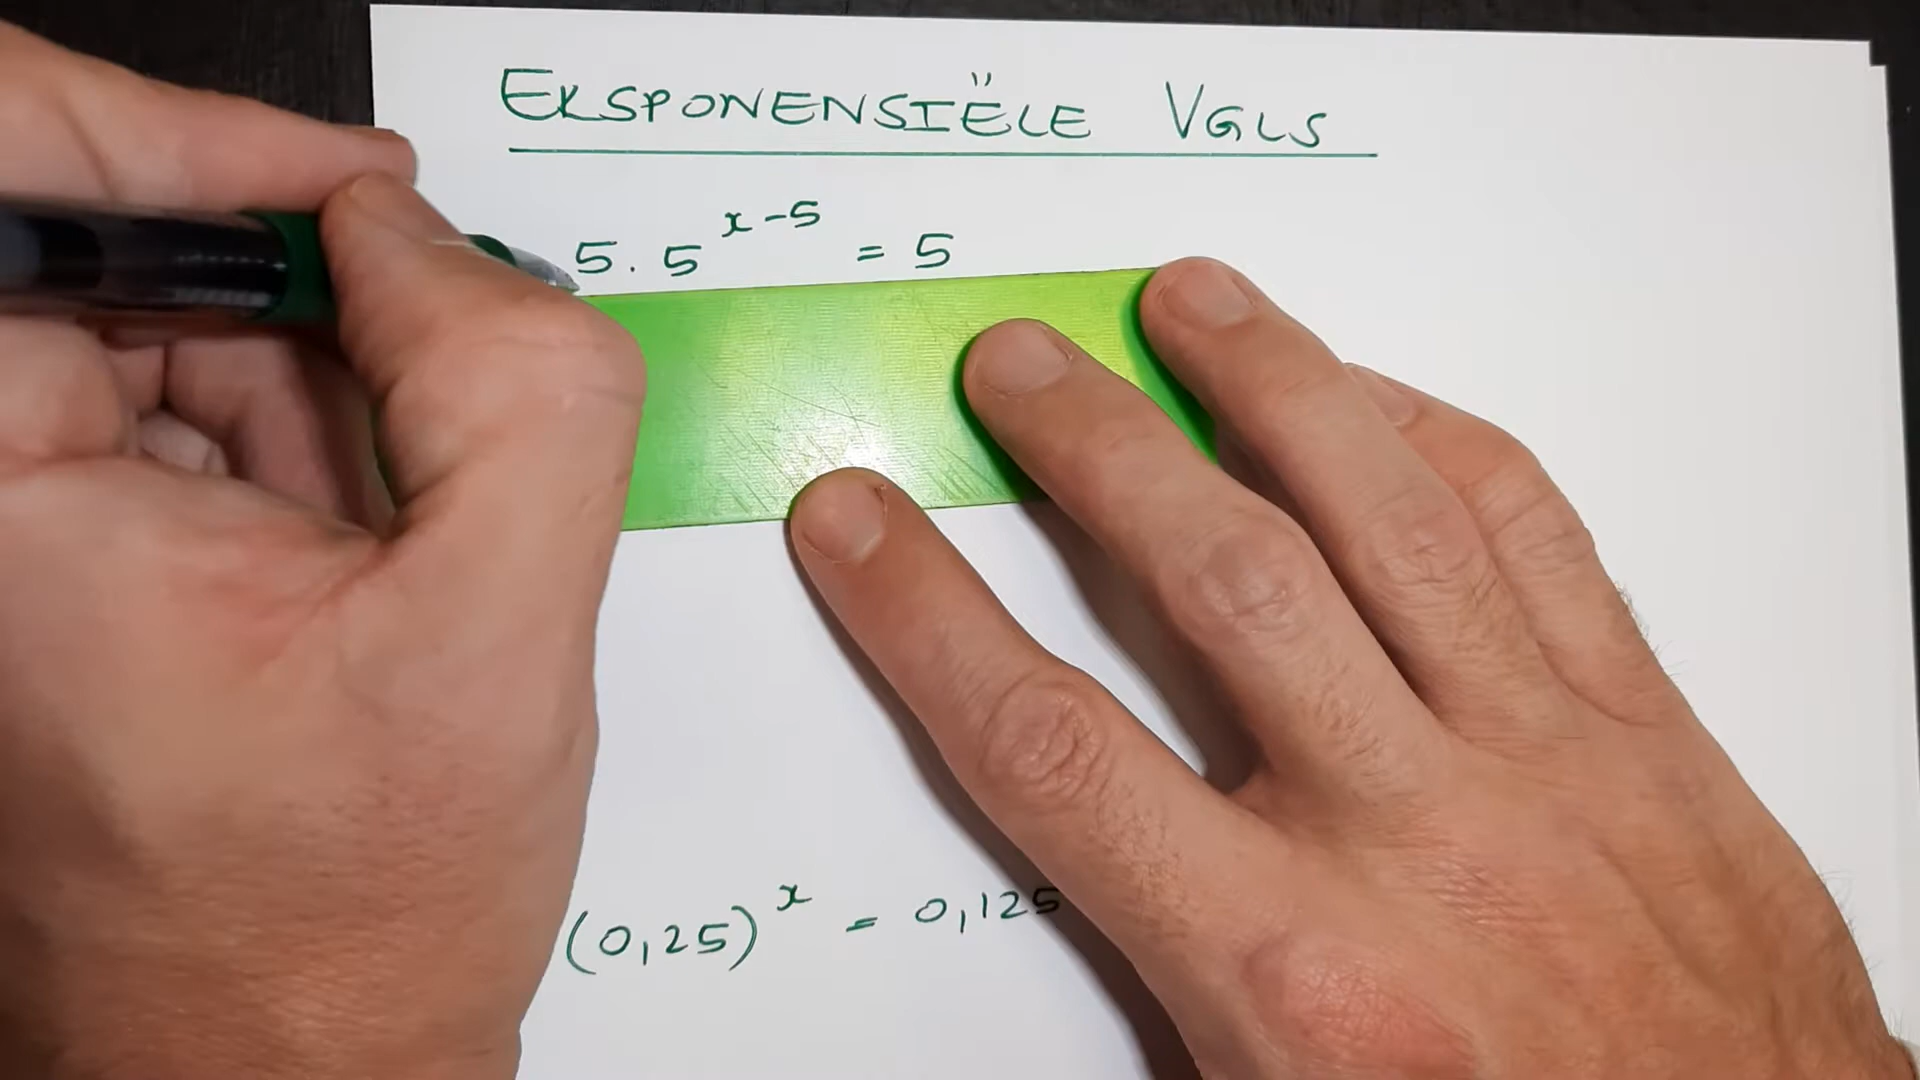 EKSPONENSIËLE VGLS
5. 5^{x-5} = 5
(0,25)^x = 0,125